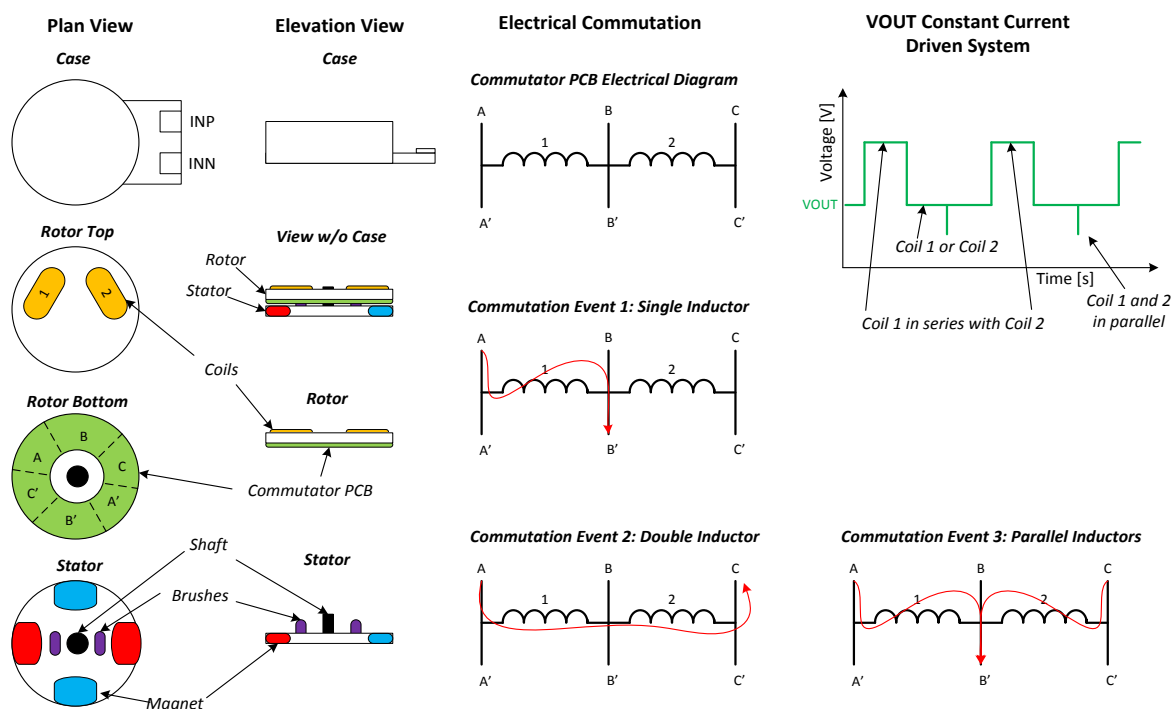 Plan View
Case
INP
INN
Rotor Top
1
2
Coils
Rotor Bottom
A
B
C
C'
B'
A'
Commutator PCB
Stator
Shaft
Brushes
Magnet
Elevation View
Case
View w/o Case
Rotor
Stator
Rotor
Stator
Electrical Commutation
Commutator PCB Electrical Diagram
A
B
C
1
2
A'
B'
C'
Commutation Event 1: Single Inductor
A
B
C
1
2
A'
B'
C'
Commutation Event 2: Double Inductor
A
B
C
1
2
A'
B'
C'
VOUT Constant Current
Driven System
Voltage [V]
VOUT
Coil 1 or Coil 2
Time [s]
Coil 1 in series with Coil 2
Coil 1 and 2
in parallel
Commutation Event 3: Parallel Inductors
A
B
C
1
2
A'
B'
C'